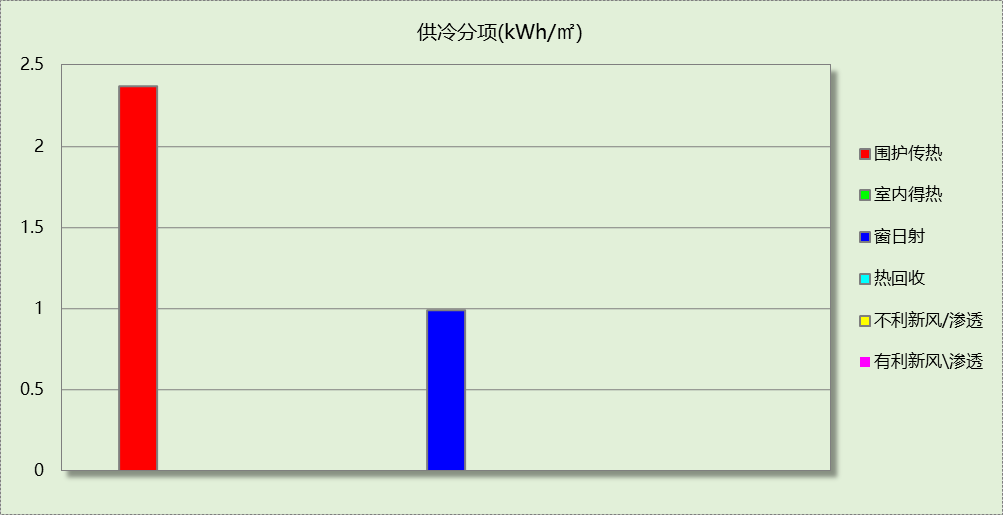 供冷分项(kWh/㎡)
2.5
2
1.5
1
0.5
0
围护传热
室内得热
窗日射
热回收
不利新风/渗透
有利新风\渗透